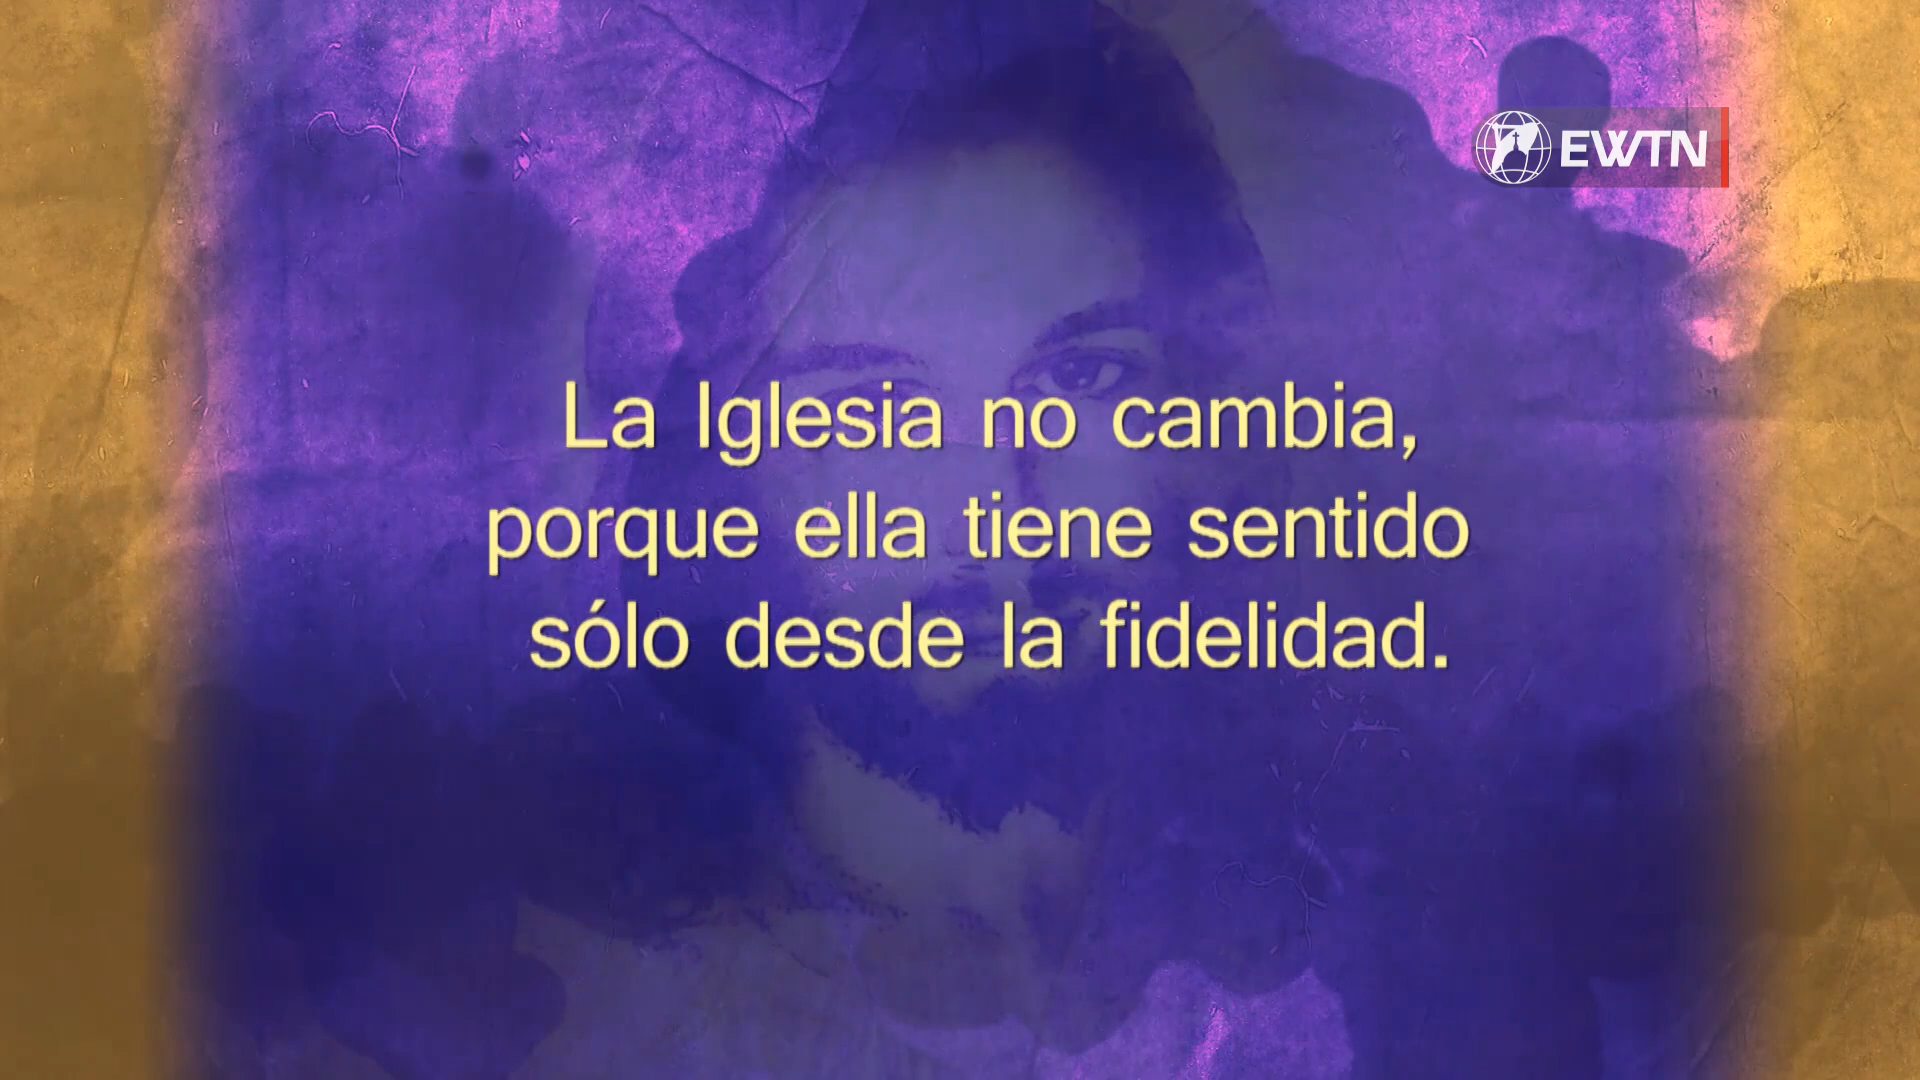 EWTN
La Iglesia no cambia,
porque ella tiene sentido
sólo desde la fidelidad.